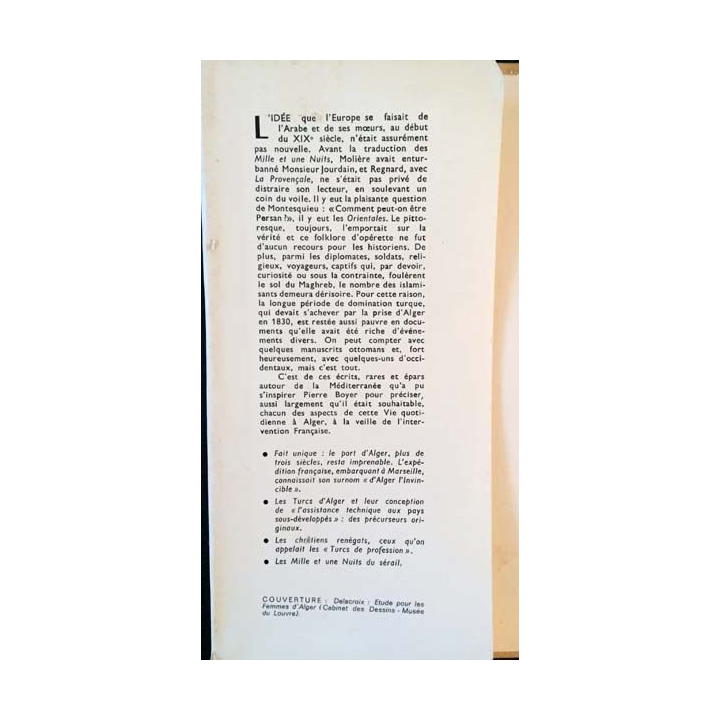 L'IDÉE que l'Europe se faisait de
l'Arabe et de ses mœurs, au début
du XIXe siècle, n'était assurément
pas nouvelle. Avant la traduction des
Mille et une Nuits, Molière avait entur-
banné Monsieur Jourdain, et Regnard, avec
La Provençale, ne s'était pas privé de
distraire son lecteur, en soulevant un
coin du voile. Il y eut la plaisante question
de Montesquieu : «Comment peut-on être
Persan?», il y eut les Orientales. Le pitto-
resque, toujours, l'emportait sur la
vérité et ce folklore d'opérette ne fut
d'aucun recours pour les historiens. De
plus, parmi les diplomates, soldats, reli-
gieux, voyageurs, captifs qui, par devoir,
curiosité ou sous la contrainte, foulèrent
le sol du Maghreb, le nombre des islami-
sants demeura dérisoire. Pour cette raison,
la longue période de domination turque,
qui devait s'achever par la prise d'Alger
en 1830, est restée aussi pauvre en docu-
ments qu'elle avait été riche d'événe-
ments divers. On peut compter avec
quelques manuscrits ottomans et, fort
heureusement, avec quelques-uns d'occi-
dentaux, mais c'est tout.
C'est de ces écrits, rares et épars
autour de la Méditerranée qu'a pu
s'inspirer Pierre Boyer pour préciser,
aussi largement qu'il était souhaitable,
chacun des aspects de cette Vie quoti-
dienne à Alger, à la veille de l'inter-
vention Française.
● Fait unique : le port d'Alger, plus de
trois siècles, resta imprenable. L'expé-
dition française, embarquant à Marseille,
connaissait son surnom « d'Alger l'Invin-
cible ».
● Les Turcs d'Alger et leur conception
de « l'assistance technique aux pays
sous-développés » : des précurseurs ori-
ginaux.
● Les chrétiens renégats, ceux qu'on
appelait les « Turcs de profession ».
● Les Mille et une Nuits du sérail.
COUVERTURE : Delacroix : Etude pour les
Femmes d'Alger (Cabinet des Dessins - Musée
du Louvre).